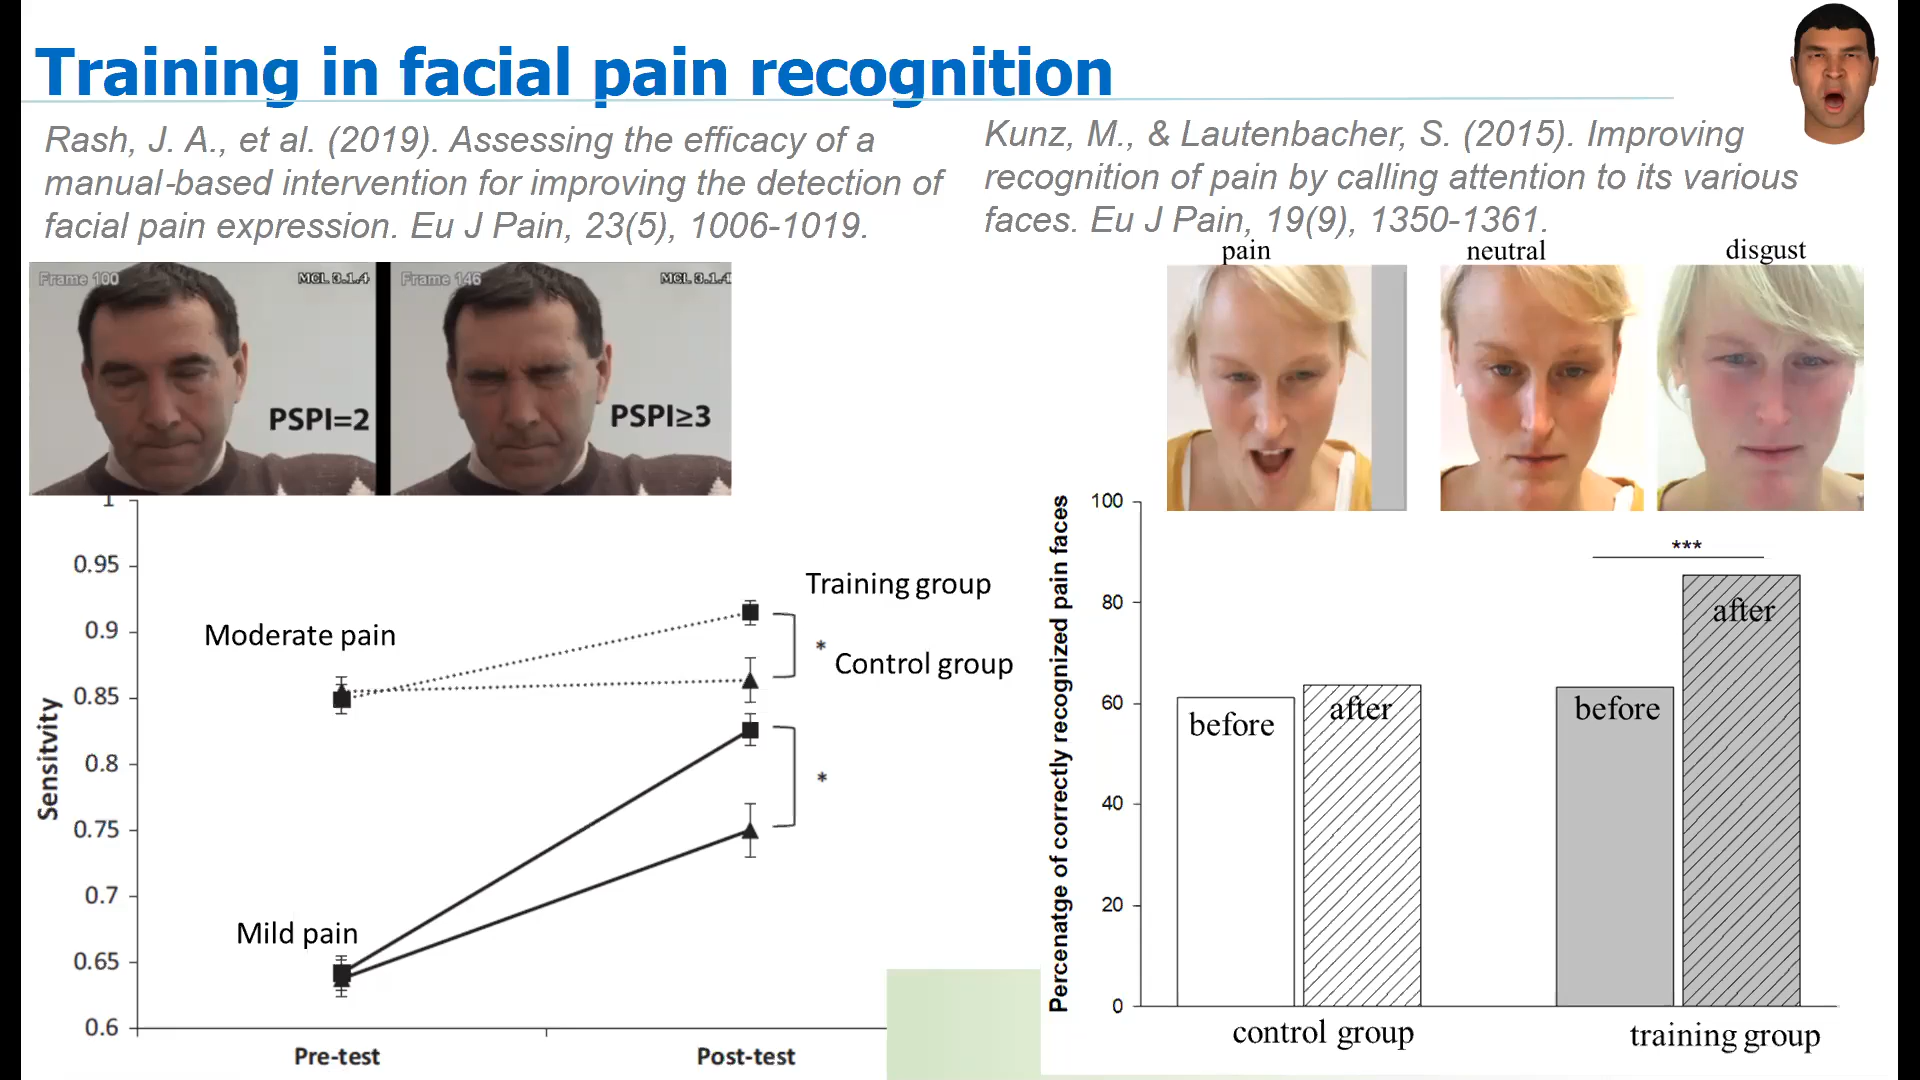 Training in facial pain recognition
Rash, J. A., et al. (2019). Assessing the efficacy of a
manual-based intervention for improving the detection of
facial pain expression. Eu J Pain, 23(5), 1006-1019.
Kunz, M., & Lautenbacher, S. (2015). Improving
recognition of pain by calling attention to its various
faces. Eu J Pain, 19(9), 1350-1361.
Frame 100
MCL 3.1.4
PSPI=2
Frame 146
MCL 3.1.4
PSPI≥3
pain
neutral
disgust
Sensitvity
1
0.95
0.9
0.85
0.8
0.75
0.7
0.65
0.6
Moderate pain
Mild pain
Training group
*
Control group
*
Pre-test
Post-test
Percenatge of correctly recognized pain faces
100
80
60
40
20
0
***
before
after
before
after
control group
training group